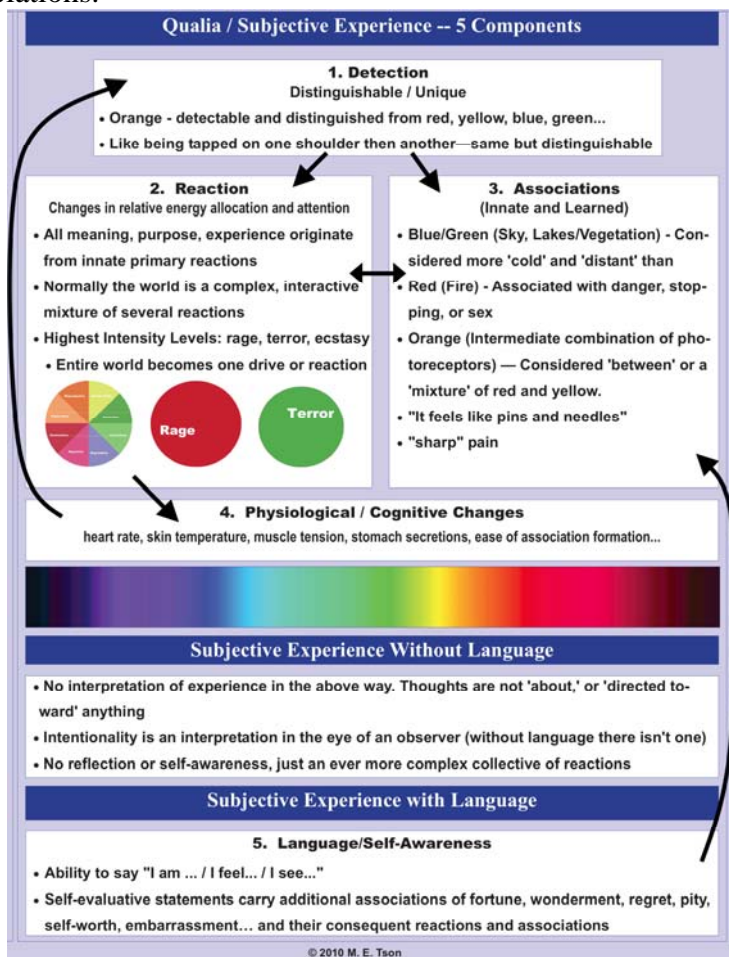 ciations.
Qualia / Subjective Experience -- 5 Components
1. Detection
Distinguishable / Unique
• Orange - detectable and distinguished from red, yellow, blue, green...
• Like being tapped on one shoulder then another—same but distinguishable
2. Reaction
Changes in relative energy allocation and attention
• All meaning, purpose, experience originate
from innate primary reactions
• Normally the world is a complex, interactive
mixture of several reactions
• Highest Intensity Levels: rage, terror, ecstasy
• Entire world becomes one drive or reaction
Rage
Terror
3. Associations
(Innate and Learned)
• Blue/Green (Sky, Lakes/Vegetation) - Con-
sidered more 'cold' and 'distant' than
• Red (Fire) - Associated with danger, stop-
ping, or sex
• Orange (Intermediate combination of pho-
toreceptors) — Considered 'between' or a
'mixture' of red and yellow.
• "It feels like pins and needles"
• "sharp" pain
4. Physiological / Cognitive Changes
heart rate, skin temperature, muscle tension, stomach secretions, ease of association formation...
Subjective Experience Without Language
• No interpretation of experience in the above way. Thoughts are not 'about,' or 'directed to-
ward' anything
• Intentionality is an interpretation in the eye of an observer (without language there isn't one)
• No reflection or self-awareness, just an ever more complex collective of reactions
Subjective Experience with Language
5. Language/Self-Awareness
• Ability to say "I am ... / I feel... / I see..."
• Self-evaluative statements carry additional associations of fortune, wonderment, regret, pity,
self-worth, embarrassment… and their consequent reactions and associations
© 2010 M. E. Tson